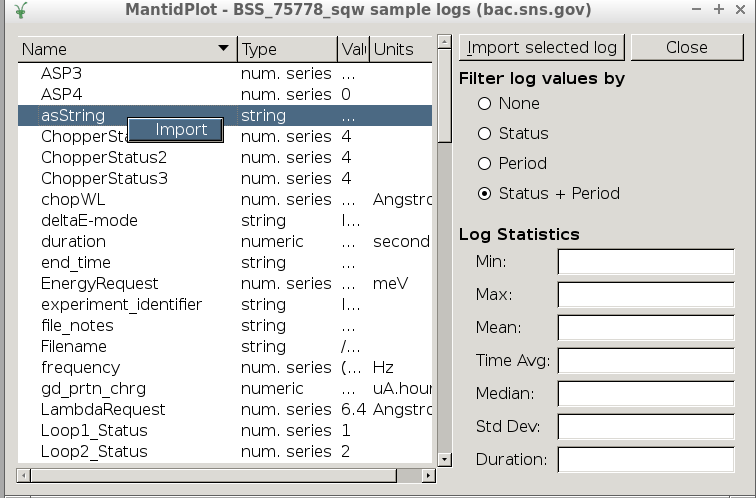 MantidPlot - BSS_75778_sqw sample logs (bac.sns.gov)
Name Type Valu Units
ASP3 num. series ...
ASP4 num. series 0
asString string ...
Import
ChopperSta num. series 4
ChopperStatus2 num. series 4
ChopperStatus3 num. series 4
chopWL num. series ... Angstro
deltaE-mode string I...
duration numeric ... second
end_time string ...
EnergyRequest num. series ... meV
experiment_identifier string I...
file_notes string ...
Filename string /...
frequency num. series (... Hz
gd_prtn_chrg numeric ... uA.hour
LambdaRequest num. series 6.4 Angstro
Loop1_Status num. series 1
Loop2_Status num. series 2
Import selected log Close
Filter log values by
None
Status
Period
Status + Period
Log Statistics
Min:
Max:
Mean:
Time Avg:
Median:
Std Dev:
Duration: